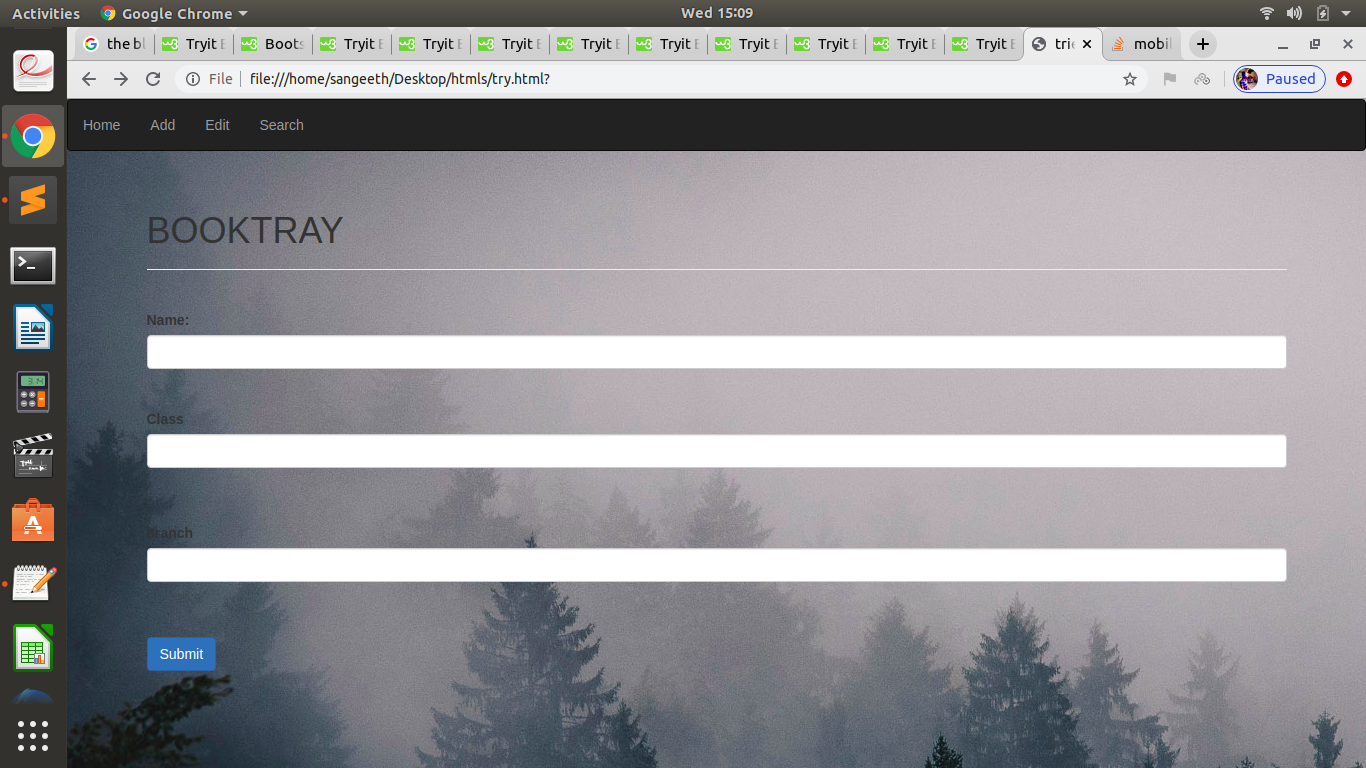 Activities Google Chrome Wed 15:09
the bl Tryit E Boots Tryit E Tryit E Tryit E Tryit E Tryit E Tryit E Tryit E Tryit E Tryit E trie mobil
File file:///home/sangeeth/Desktop/htmls/try.html? Paused
Home Add Edit Search
BOOKTRAY
Name:
Class
Branch
Submit